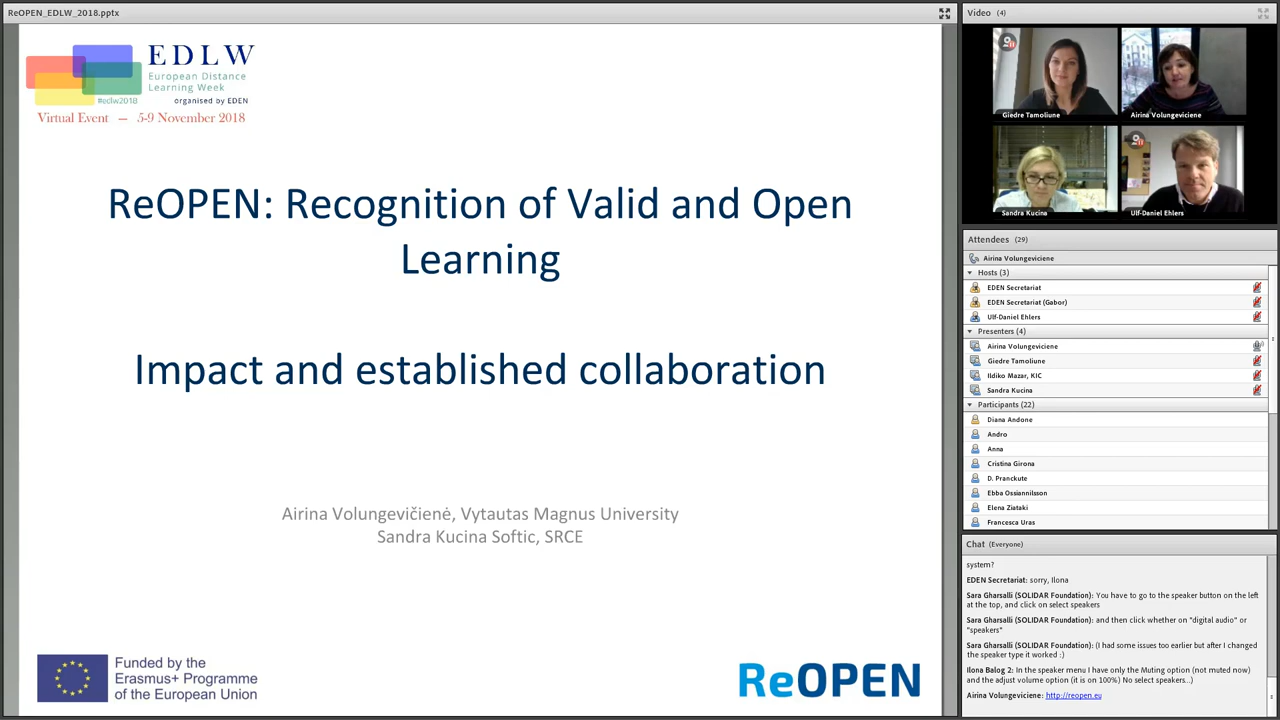 ReOPEN_EDLW_2018.pptx
EDLW
European Distance
Learning Week
#eclw2018
organised by EDEN
Virtual Event — 5-9 November 2018
ReOPEN: Recognition of Valid and Open
Learning
Impact and established collaboration
Airina Volungevičienė, Vytautas Magnus University
Sandra Kucina Softic, SRCE
Funded by the
Erasmus+ Programme
of the European Union
ReOPEN
Video (4)
Giedre Tamoliune
Airina Volungeviciene
Sandra Kucina
Ulf-Daniel Ehlers
Attendees (29)
Airina Volungeviciene
Hosts (3)
EDEN Secretariat
EDEN Secretariat (Gabor)
Ulf-Daniel Ehlers
Presenters (4)
Airina Volungeviciene
Giedre Tamoliune
Ildiko Mazar, KIC
Sandra Kucina
Participants (22)
Diana Andone
Andro
Anna
Cristina Girona
D. Pranckute
Ebba Ossiannilsson
Elena Ziataki
Francesca Uras
Chat (Everyone)
system?
EDEN Secretariat: sorry, Ilona
Sara Gharsalli (SOLIDAR Foundation): You have to go to the speaker button on the left
at the top, and click on select speakers
Sara Gharsalli (SOLIDAR Foundation): and then click whether on "digital audio" or
"speakers"
Sara Gharsalli (SOLIDAR Foundation): (I had some issues too earlier but after I changed
the speaker type it worked :)
Ilona Balog 2: In the speaker menu I have only the Muting option (not muted now)
and the adjust volume option (it is on 100%) No select speakers...)
Airina Volungeviciene: http://reopen.eu